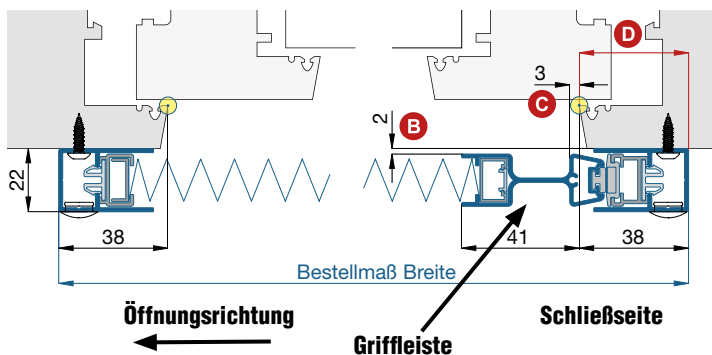 D
3
C
B
2
22
38
41
38
Bestellmaß Breite
Öffnungsrichtung
Schließseite
Griffleiste